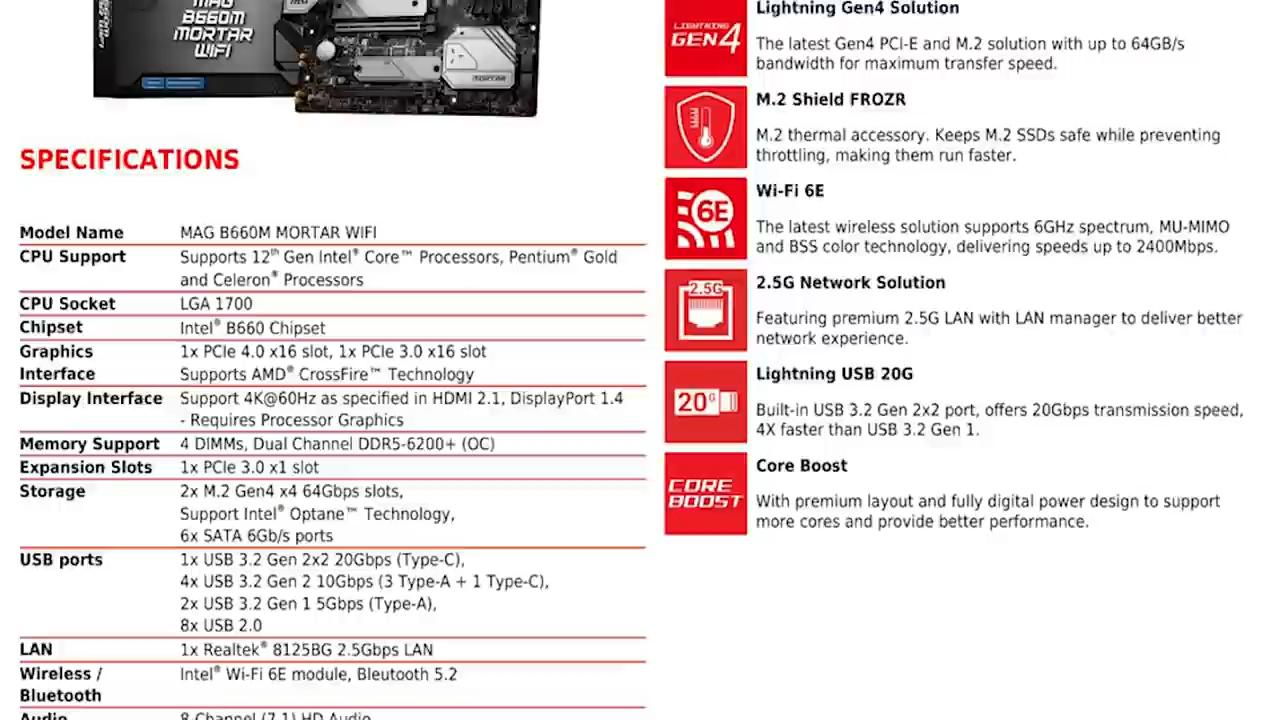 MAG
B660M
MORTAR
WIFI
MORTAR
SPECIFICATIONS
Model Name MAG B660M MORTAR WIFI
CPU Support Supports 12th Gen Intel® Core™ Processors, Pentium® Gold
and Celeron® Processors
CPU Socket LGA 1700
Chipset Intel® B660 Chipset
Graphics 1x PCIe 4.0 x16 slot, 1x PCIe 3.0 x16 slot
Interface Supports AMD® CrossFire™ Technology
Display Interface Support 4K@60Hz as specified in HDMI 2.1, DisplayPort 1.4
- Requires Processor Graphics
Memory Support 4 DIMMs, Dual Channel DDR5-6200+ (OC)
Expansion Slots 1x PCIe 3.0 x1 slot
Storage 2x M.2 Gen4 x4 64Gbps slots,
Support Intel® Optane™ Technology,
6x SATA 6Gb/s ports
USB ports 1x USB 3.2 Gen 2x2 20Gbps (Type-C),
4x USB 3.2 Gen 2 10Gbps (3 Type-A + 1 Type-C),
2x USB 3.2 Gen 1 5Gbps (Type-A),
8x USB 2.0
LAN 1x Realtek® 8125BG 2.5Gbps LAN
Wireless / Intel® Wi-Fi 6E module, Bleutooth 5.2
Bluetooth
Audio 8-Channel (7.1) HD Audio
LIGHTNING
GEN4
Lightning Gen4 Solution
The latest Gen4 PCI-E and M.2 solution with up to 64GB/s
bandwidth for maximum transfer speed.
M.2 Shield FROZR
M.2 thermal accessory. Keeps M.2 SSDs safe while preventing
throttling, making them run faster.
6E
Wi-Fi 6E
The latest wireless solution supports 6GHz spectrum, MU-MIMO
and BSS color technology, delivering speeds up to 2400Mbps.
2.5G
2.5G Network Solution
Featuring premium 2.5G LAN with LAN manager to deliver better
network experience.
20G
Lightning USB 20G
Built-in USB 3.2 Gen 2x2 port, offers 20Gbps transmission speed,
4X faster than USB 3.2 Gen 1.
CORE
BOOST
Core Boost
With premium layout and fully digital power design to support
more cores and provide better performance.